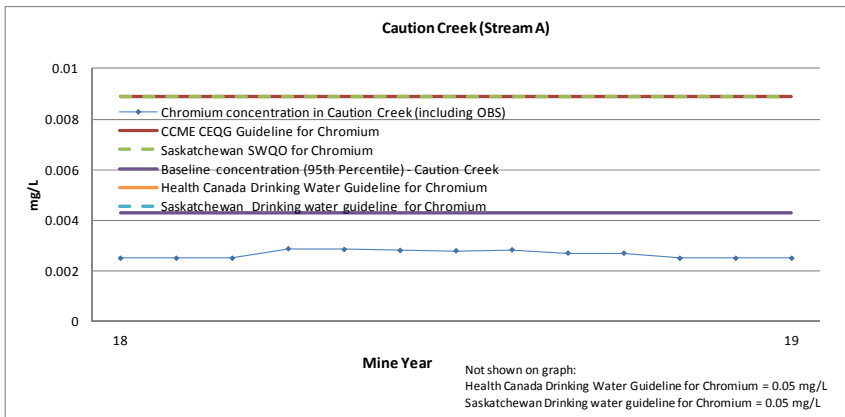 Caution Creek (Stream A)
0.01
0.008
0.006
0.004
0.002
0
mg/L
Chromium concentration in Caution Creek (including OBS)
CCME CEQG Guideline for Chromium
Saskatchewan SWQO for Chromium
Baseline concentration (95th Percentile) - Caution Creek
Health Canada Drinking Water Guideline for Chromium
Saskatchewan Drinking water guideline for Chromium
18
19
Mine Year
Not shown on graph:
Health Canada Drinking Water Guideline for Chromium = 0.05 mg/L
Saskatchewan Drinking water guideline for Chromium = 0.05 mg/L